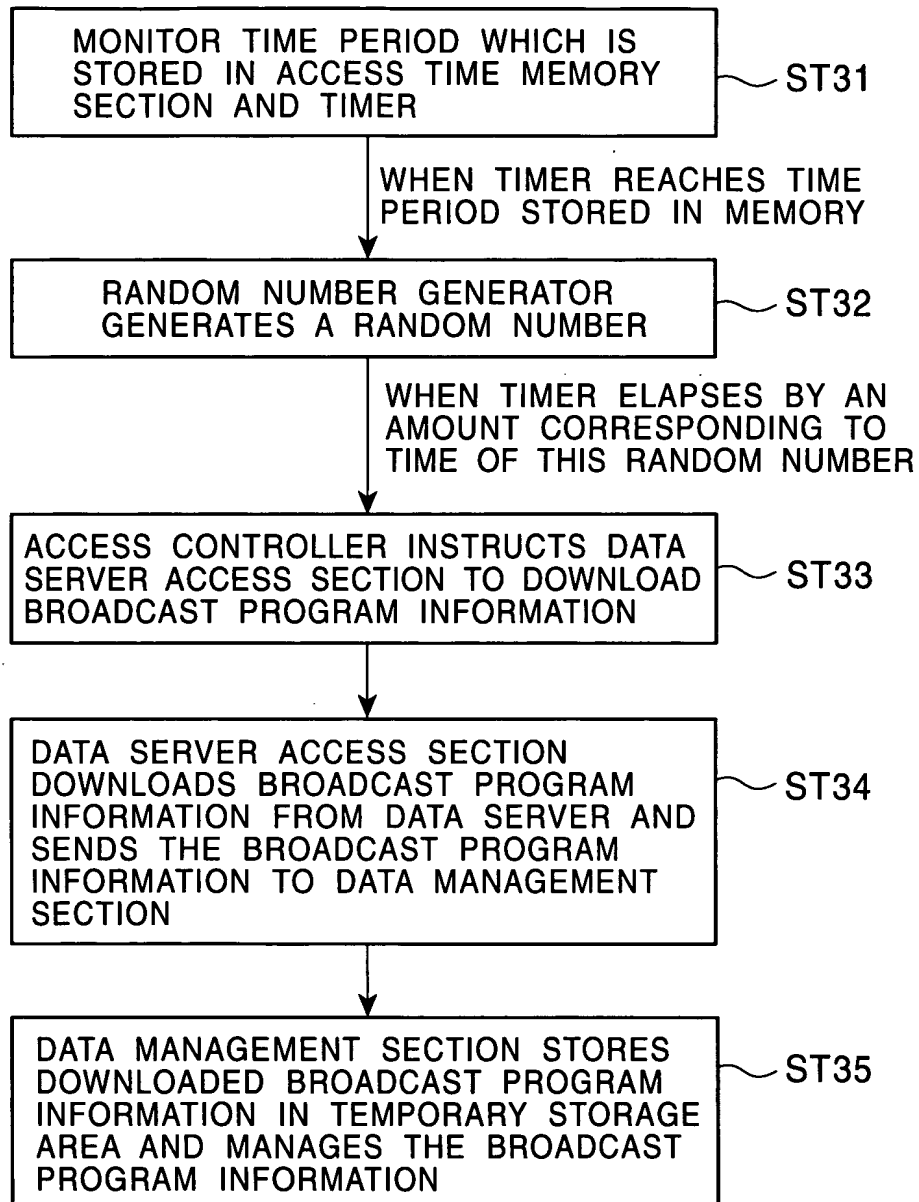 MONITOR TIME PERIOD WHICH IS
STORED IN ACCESS TIME MEMORY
SECTION AND TIMER
ST31
WHEN TIMER REACHES TIME
PERIOD STORED IN MEMORY
RANDOM NUMBER GENERATOR
GENERATES A RANDOM NUMBER
ST32
WHEN TIMER ELAPSES BY AN
AMOUNT CORRESPONDING TO
TIME OF THIS RANDOM NUMBER
ACCESS CONTROLLER INSTRUCTS DATA
SERVER ACCESS SECTION TO DOWNLOAD
BROADCAST PROGRAM INFORMATION
ST33
DATA SERVER ACCESS SECTION
DOWNLOADS BROADCAST PROGRAM
INFORMATION FROM DATA SERVER AND
SENDS THE BROADCAST PROGRAM
INFORMATION TO DATA MANAGEMENT
SECTION
ST34
DATA MANAGEMENT SECTION STORES
DOWNLOADED BROADCAST PROGRAM
INFORMATION IN TEMPORARY STORAGE
AREA AND MANAGES THE BROADCAST
PROGRAM INFORMATION
ST35